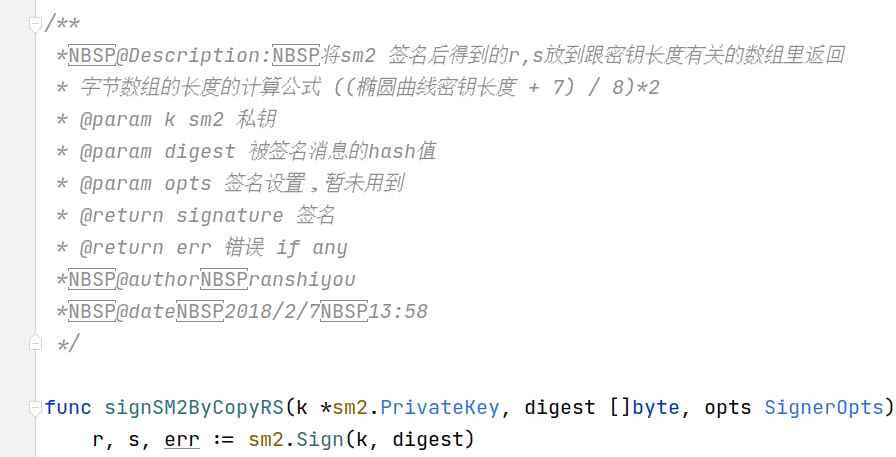 /**
*NBSP@Description:NBSP将sm2 签名后得到的r,s放到跟密钥长度有关的数组里返回
* 字节数组的长度的计算公式 ((椭圆曲线密钥长度 + 7) / 8)*2
* @param k sm2 私钥
* @param digest 被签名消息的hash值
* @param opts 签名设置，暂未用到
* @return signature 签名
* @return err 错误 if any
*NBSP@authorNBSPranshiyou
*NBSP@dateNBSP2018/2/7NBSP13:58
*/
func signSM2ByCopyRS(k *sm2.PrivateKey, digest []byte, opts SignerOpts)
r, s, err := sm2.Sign(k, digest)